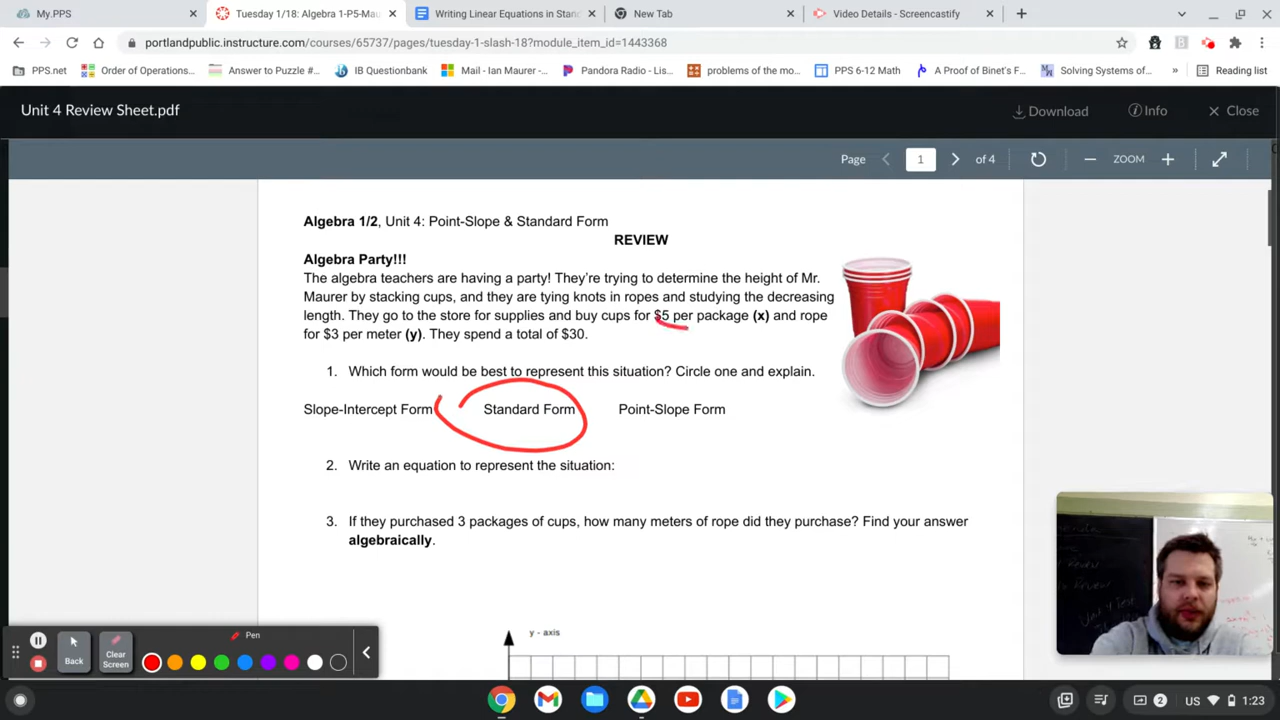 My.PPS
Tuesday 1/18: Algebra 1-P5-Mau
Writing Linear Equations in Stan
New Tab
Video Details - Screencastify
portlandpublic.instructure.com/courses/65737/pages/tuesday-1-slash-18?module_item_id=1443368
PPS.net
Order of Operations...
Answer to Puzzle #...
IB Questionbank
Mail - Ian Maurer -...
Pandora Radio - Lis...
problems of the mo...
PPS 6-12 Math
A Proof of Binet's F...
Solving Systems of...
»
Reading list
Unit 4 Review Sheet.pdf
Download
Info
Close
Page
1
of 4
ZOOM
Algebra 1/2, Unit 4: Point-Slope & Standard Form
REVIEW
Algebra Party!!!
The algebra teachers are having a party! They're trying to determine the height of Mr.
Maurer by stacking cups, and they are tying knots in ropes and studying the decreasing
length. They go to the store for supplies and buy cups for $5 per package (x) and rope
for $3 per meter (y). They spend a total of $30.
1. Which form would be best to represent this situation? Circle one and explain.
Slope-Intercept Form
Standard Form
Point-Slope Form
2. Write an equation to represent the situation:
3. If they purchased 3 packages of cups, how many meters of rope did they purchase? Find your answer
algebraically.
y - axis
Pen
Back
Clear
Screen
2
US
1:23